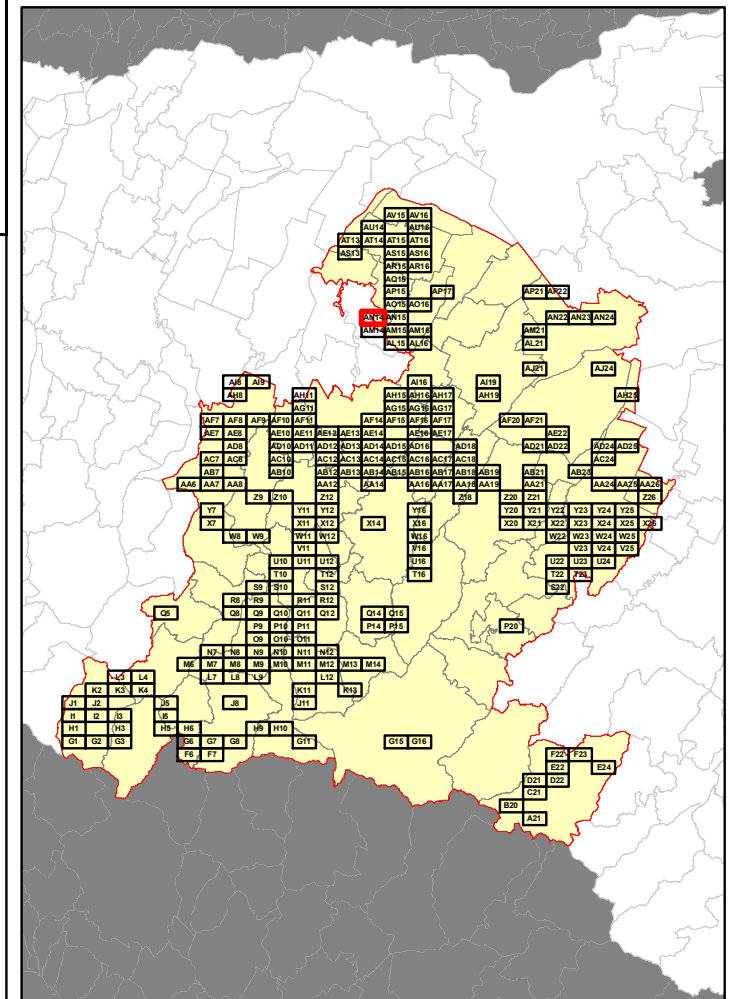 AV15 AV16
AU14 AU16
AT13 AT14 AT15 AT16
AS13 AS15 AS16
AR15 AR16
AQ15
AP15 AP17 AP21 AP22
AO15 AO16
AN14 AN15 AN22 AN23 AN24
AM14 AM15 AM16 AM21
AL15 AL16 AL21
AJ21 AJ24
AI8 AI9 AI16 AI19
AH8 AH11 AH15 AH16 AH17 AH19 AH25
AG11 AG15 AG16 AG17
AF7 AF8 AF9 AF10 AF11 AF14 AF15 AF16 AF17 AF20 AF21
AE7 AE8 AE10 AE11 AE12 AE13 AE14 AE16 AE17 AE22
AD8 AD10 AD11 AD12 AD13 AD14 AD15 AD16 AD18 AD21 AD22 AD24 AD25
AC7 AC8 AC10 AC12 AC13 AC14 AC15 AC16 AC17 AC18 AC24
AB7 AB10 AB12 AB13 AB14 AB15 AB16 AB17 AB18 AB19 AB21 AB23
AA6 AA7 AA8 AA12 AA14 AA16 AA17 AA18 AA19 AA21 AA24 AA25 AA26
Z9 Z10 Z12 Z18 Z20 Z21 Z26
Y7 Y11 Y12 Y16 Y20 Y21 Y22 Y23 Y24 Y25
X7 X11 X12 X14 X16 X20 X21 X22 X23 X24 X25 X26
W8 W9 W11 W12 W16 W22 W23 W24 W25
V11 V16 V23 V24 V25
U10 U11 U12 U16 U22 U23 U24
T10 T12 T16 T22 T23
S9 S10 S12 S22
R8 R9 R11 R12
Q5 Q8 Q9 Q10 Q11 Q12 Q14 Q15
P9 P10 P11 P14 P15 P20
O9 O10 O11
N7 N8 N9 N10 N11 N12
M6 M7 M8 M9 M10 M11 M12 M13 M14
L3 L4 L7 L8 L9 L12
K2 K3 K4 K11 K13
J1 J2 J5 J8 J11
I1 I2 I3 I5
H1 H3 H5 H6 H9 H10
G1 G2 G3 G6 G7 G8 G11 G15 G16
F6 F7 F22 F23
E22 E24
D21 D22
C21
B20
A21